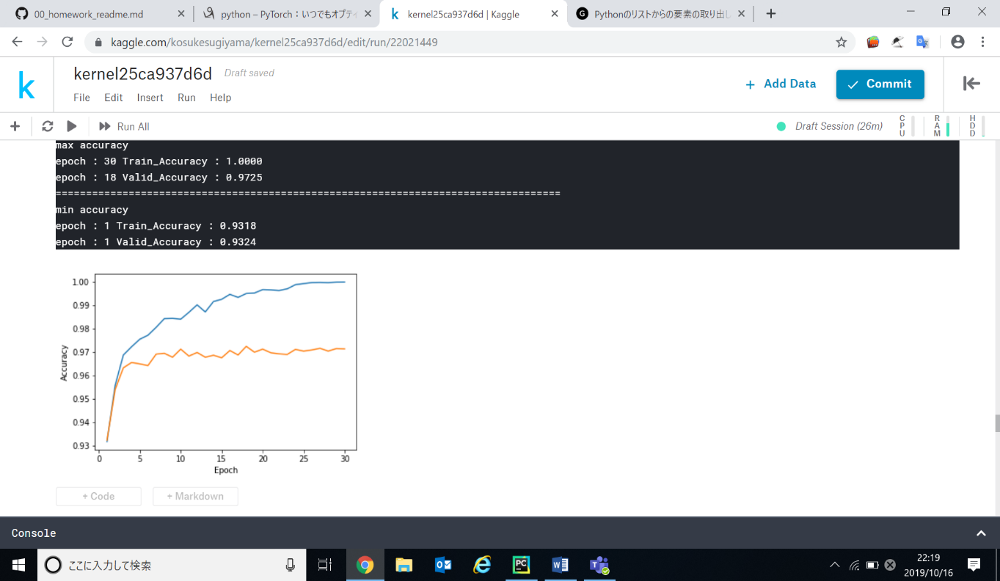 00_homework_readme.md
python – PyTorch：いつでもオプティ
kernel25ca937d6d | Kaggle
Pythonのリストからの要素の取り出し
kaggle.com/kosukesugiyama/kernel25ca937d6d/edit/run/22021449
kernel25ca937d6d Draft saved
File Edit Insert Run Help
+ Add Data
Commit
Run All
Draft Session (26m)
CPU
RAM
HDD
max accuracy
epoch : 30 Train_Accuracy : 1.0000
epoch : 18 Valid_Accuracy : 0.9725
===================================================================================
min accuracy
epoch : 1 Train_Accuracy : 0.9318
epoch : 1 Valid_Accuracy : 0.9324
1.00
0.99
0.98
0.97
0.96
0.95
0.94
0.93
Accuracy
0 5 10 15 20 25 30
Epoch
+ Code + Markdown
Console
ここに入力して検索
22:19
2019/10/16